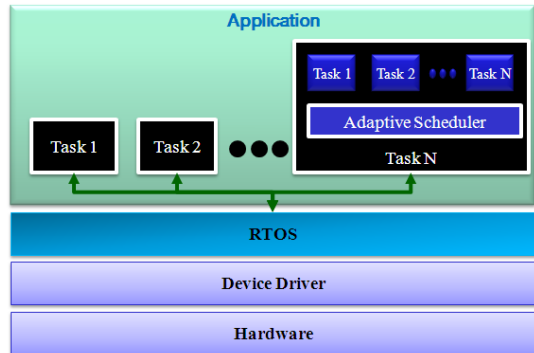 Application
Task 1 Task 2 Task N
Adaptive Scheduler
Task 1 Task 2 Task N
RTOS
Device Driver
Hardware